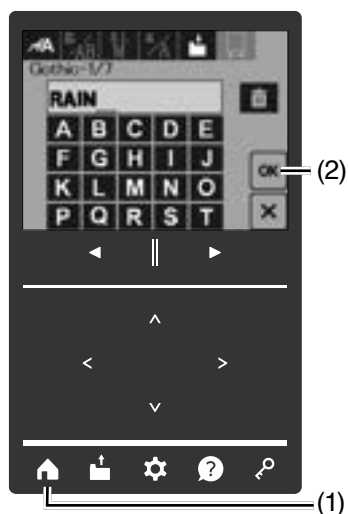 Gothic-1/7
RAIN
A B C D E
F G H I J
OK
(2)
K L M N O
P Q R S T
(1)